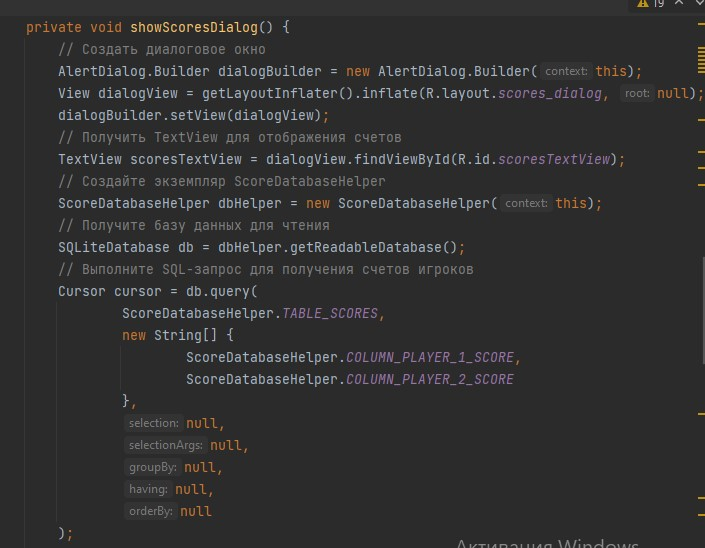 19
private void showScoresDialog() {
// Создать диалоговое окно
AlertDialog.Builder dialogBuilder = new AlertDialog.Builder( context: this);
View dialogView = getLayoutInflater().inflate(R.layout.scores_dialog, root: null);
dialogBuilder.setView(dialogView);
// Получить TextView для отображения счетов
TextView scoresTextView = dialogView.findViewById(R.id.scoresTextView);
// Создайте экземпляр ScoreDatabaseHelper
ScoreDatabaseHelper dbHelper = new ScoreDatabaseHelper( context: this);
// Получите базу данных для чтения
SQLiteDatabase db = dbHelper.getReadableDatabase();
// Выполните SQL-запрос для получения счетов игроков
Cursor cursor = db.query(
ScoreDatabaseHelper.TABLE_SCORES,
new String[] {
ScoreDatabaseHelper.COLUMN_PLAYER_1_SCORE,
ScoreDatabaseHelper.COLUMN_PLAYER_2_SCORE
},
selection: null,
selectionArgs: null,
groupBy: null,
having: null,
orderBy: null
);
Активация Windows